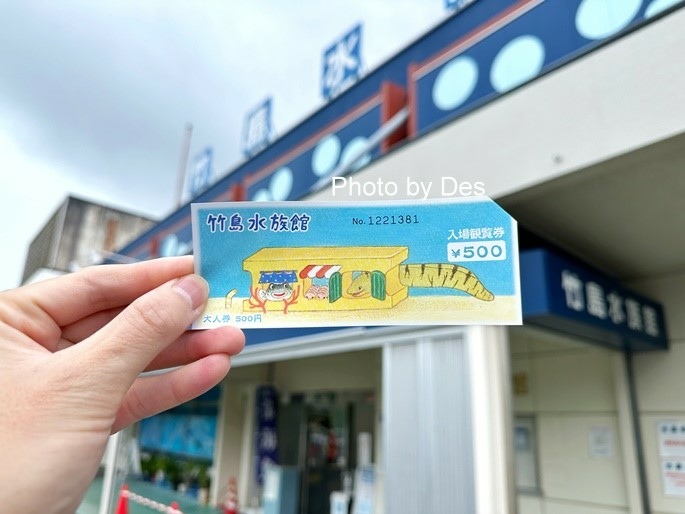 水
Photo by Des
竹島水族館
No. 1221381
入場観覧券
¥500
大人券 500円
竹島水族館